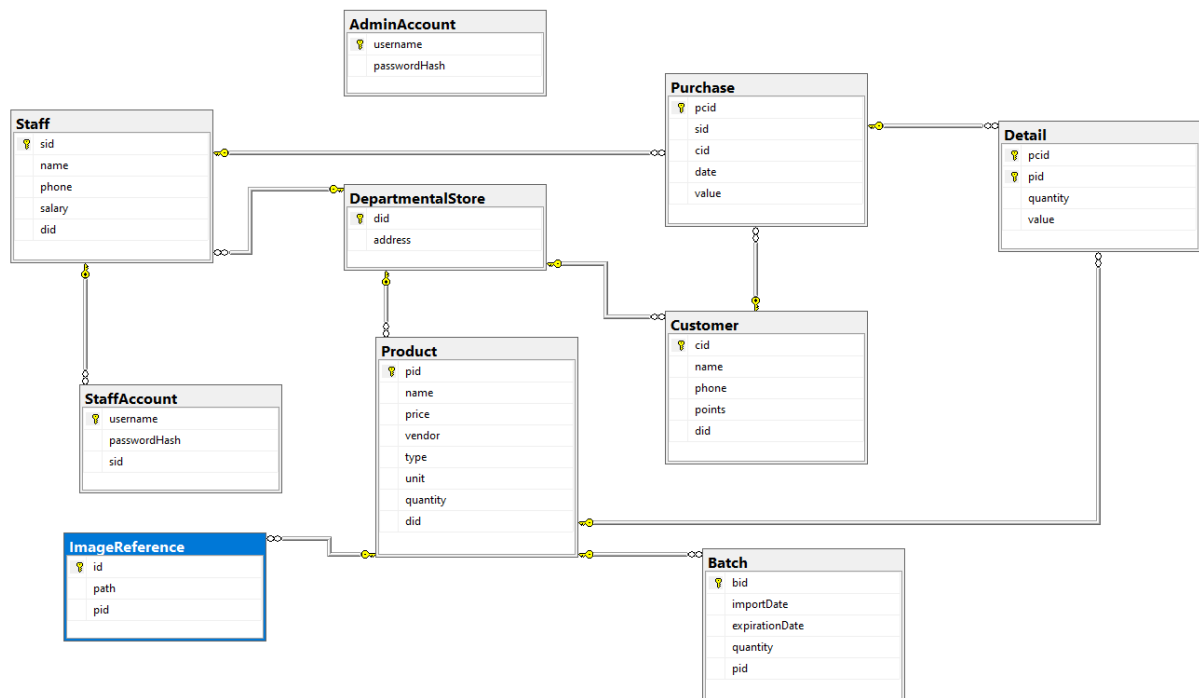 AdminAccount
username
passwordHash
Staff
sid
name
phone
salary
did
Purchase
pcid
sid
cid
date
value
Detail
pcid
pid
quantity
value
DepartmentalStore
did
address
Customer
cid
name
phone
points
did
Product
pid
name
price
vendor
type
unit
quantity
did
StaffAccount
username
passwordHash
sid
ImageReference
id
path
pid
Batch
bid
importDate
expirationDate
quantity
pid